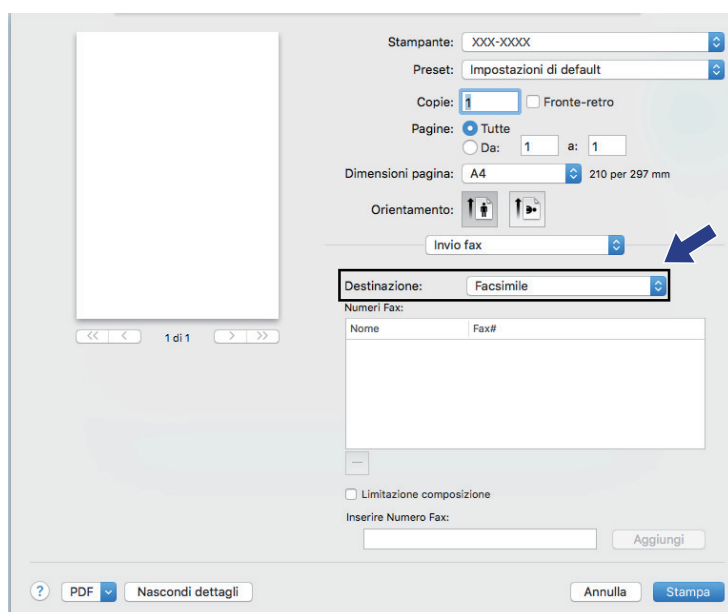 Stampante: XXX-XXXX
Preset: Impostazioni di default
Copie: 1 Fronte-retro
Pagine: Tutte
Da: 1 a: 1
Dimensioni pagina: A4 210 per 297 mm
Orientamento:
Invio fax
Destinazione: Facsimile
Numeri Fax:
Nome Fax#
<< < 1 di 1 > >>
Limitazione composizione
Inserire Numero Fax:
Aggiungi
? PDF Nascondi dettagli Annulla Stampa